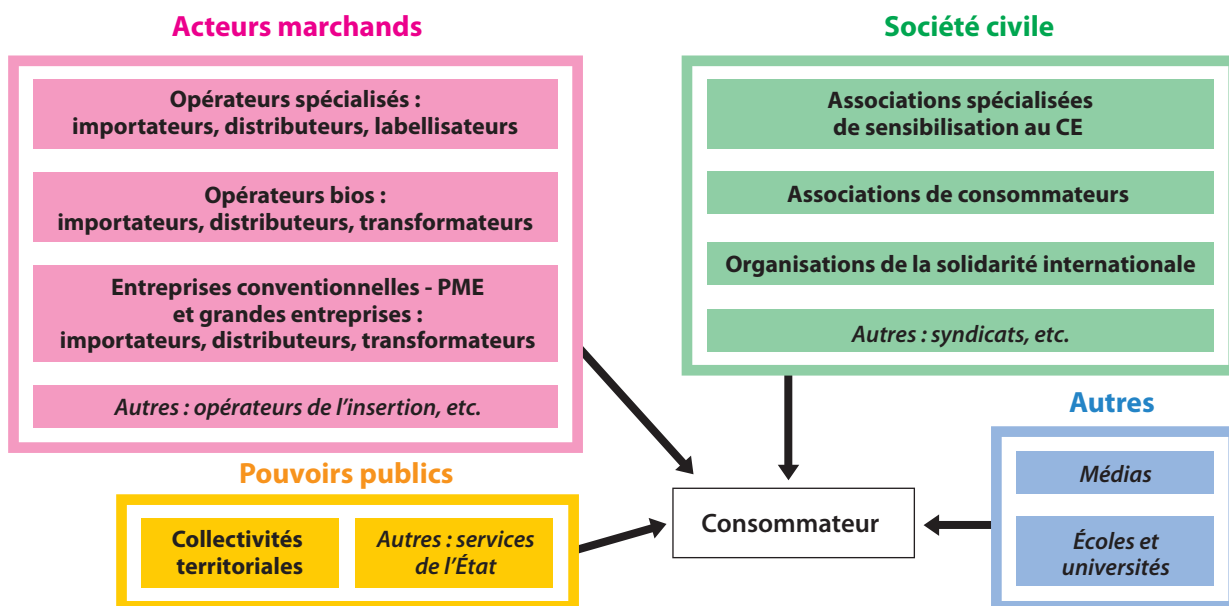 Acteurs marchands
Opérateurs spécialisés :
importateurs, distributeurs, labellisateurs
Opérateurs bios :
importateurs, distributeurs, transformateurs
Entreprises conventionnelles - PME
et grandes entreprises :
importateurs, distributeurs, transformateurs
Autres : opérateurs de l’insertion, etc.
Société civile
Associations spécialisées
de sensibilisation au CE
Associations de consommateurs
Organisations de la solidarité internationale
Autres : syndicats, etc.
Pouvoirs publics
Collectivités
territoriales
Autres : services
de l’État
Consommateur
Autres
Médias
Écoles et
universités